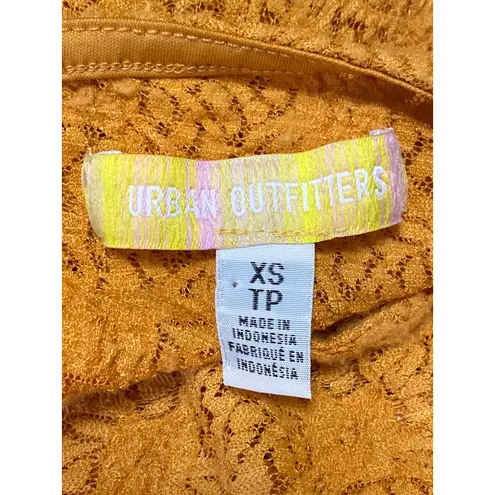 URBAN OUTFITTERS
XS
TP
MADE IN
INDONESIA
FABRIQUÉ EN
INDONÉSIA